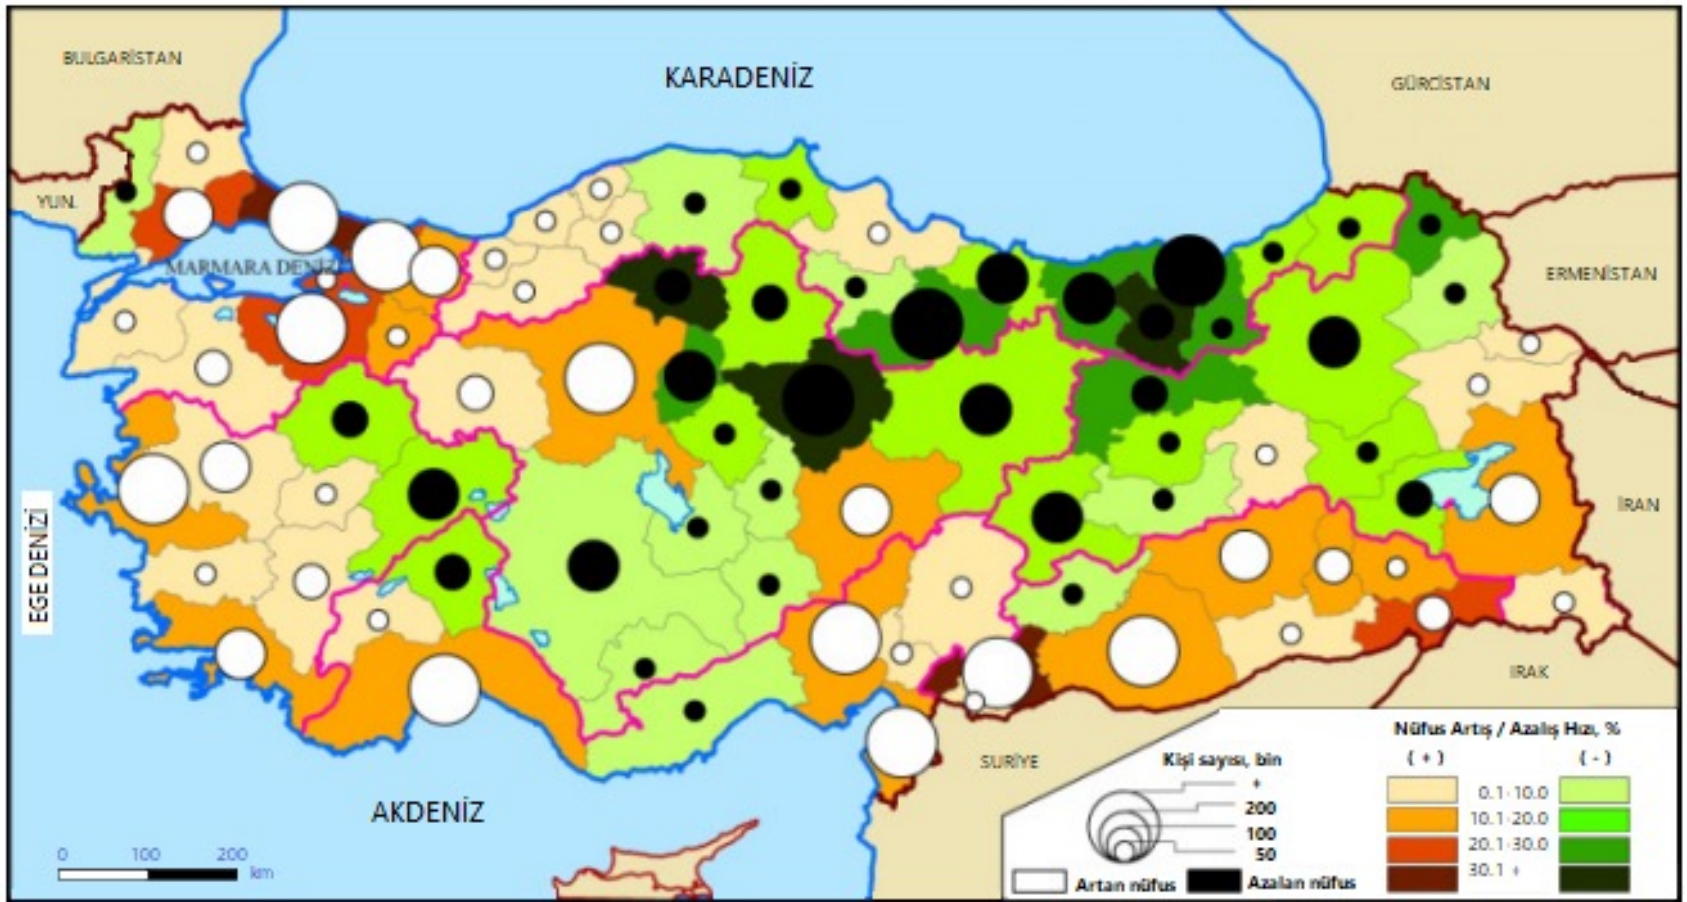 BULGARİSTAN
KARADENİZ
GÜRCİSTAN
YUN.
MARMARA DENİZİ
ERMENİSTAN
EGE DENİZİ
İRAN
IRAK
SURİYE
AKDENİZ
0 100 200
km
Kişi sayısı, bin
+
200
100
50
Artan nüfus
Azalan nüfus
Nüfus Artış / Azalış Hızı, %
( + ) ( - )
0.1-10.0
10.1-20.0
20.1-30.0
30.1 +